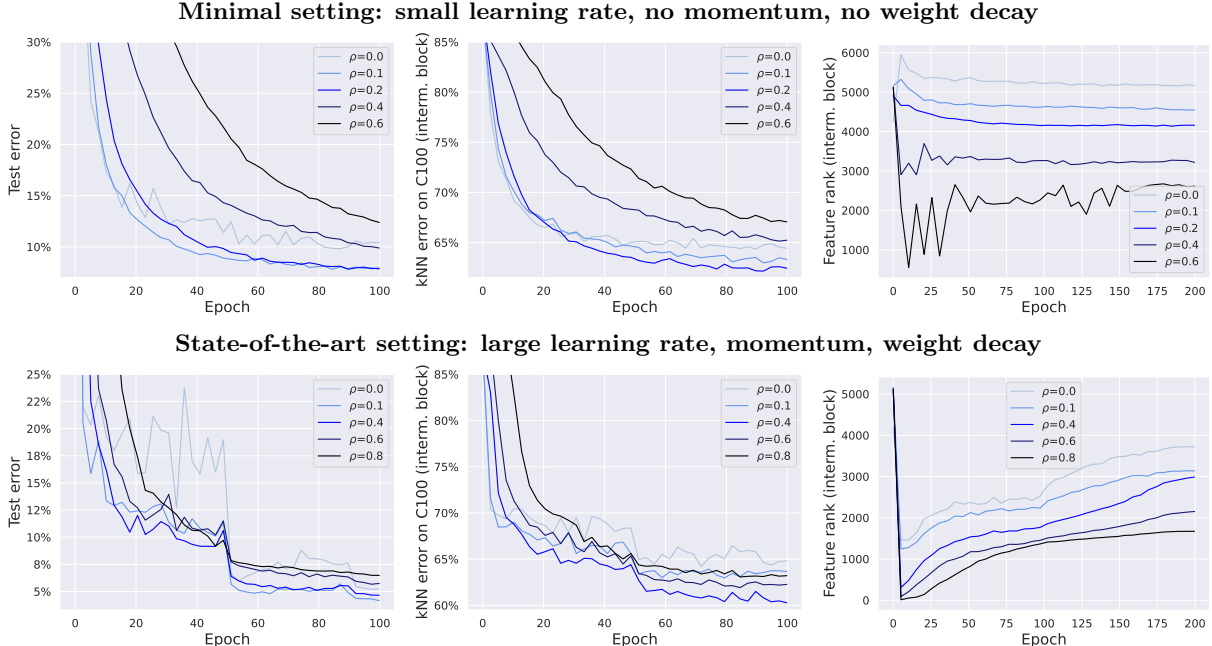 Minimal setting: small learning rate, no momentum, no weight decay
Test error
30%
25%
20%
15%
10%
0 20 40 60 80 100
Epoch
ρ=0.0
ρ=0.1
ρ=0.2
ρ=0.4
ρ=0.6
kNN error on C100 (interm. block)
85%
80%
75%
70%
65%
0 20 40 60 80 100
Epoch
ρ=0.0
ρ=0.1
ρ=0.2
ρ=0.4
ρ=0.6
Feature rank (interm. block)
6000
5000
4000
3000
2000
1000
0 25 50 75 100 125 150 175 200
Epoch
ρ=0.0
ρ=0.1
ρ=0.2
ρ=0.4
ρ=0.6
State-of-the-art setting: large learning rate, momentum, weight decay
Test error
25%
22%
20%
18%
15%
12%
10%
8%
5%
0 20 40 60 80 100
Epoch
ρ=0.0
ρ=0.1
ρ=0.4
ρ=0.6
ρ=0.8
kNN error on C100 (interm. block)
85%
80%
75%
70%
65%
60%
0 20 40 60 80 100
Epoch
ρ=0.0
ρ=0.1
ρ=0.4
ρ=0.6
ρ=0.8
Feature rank (interm. block)
5000
4000
3000
2000
1000
0
0 25 50 75 100 125 150 175 200
Epoch
ρ=0.0
ρ=0.1
ρ=0.4
ρ=0.6
ρ=0.8